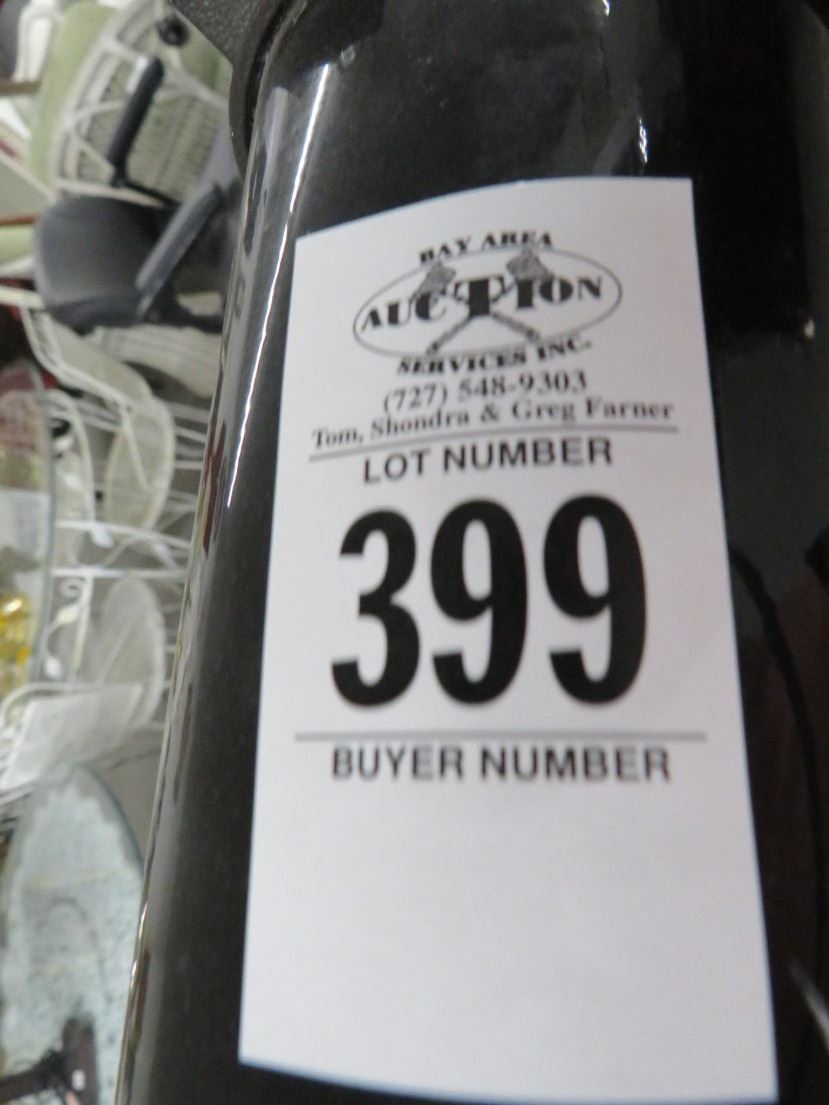 BAY AREA
AUCTION
SERVICES INC.
(727) 548-9303
Tom, Shondra & Greg Farner
LOT NUMBER
399
BUYER NUMBER